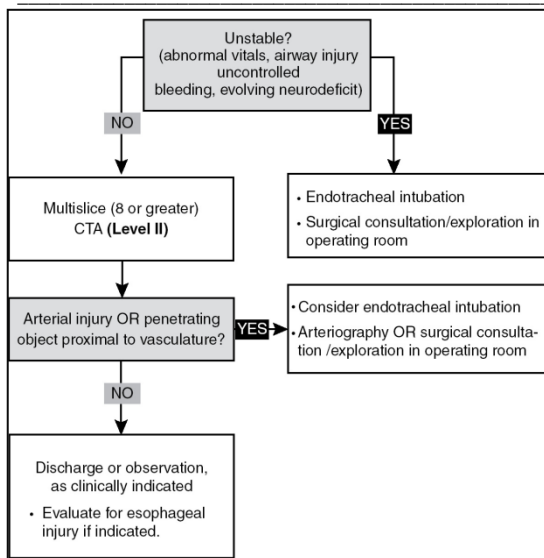 Unstable?
(abnormal vitals, airway injury
uncontrolled
bleeding, evolving neurodeficit)
NO
YES
Multislice (8 or greater)
CTA (Level II)
• Endotracheal intubation
• Surgical consultation/exploration in
operating room
Arterial injury OR penetrating
object proximal to vasculature?
YES
• Consider endotracheal intubation
• Arteriography OR surgical consulta-
tion /exploration in operating room
NO
Discharge or observation,
as clinically indicated
• Evaluate for esophageal
injury if indicated.